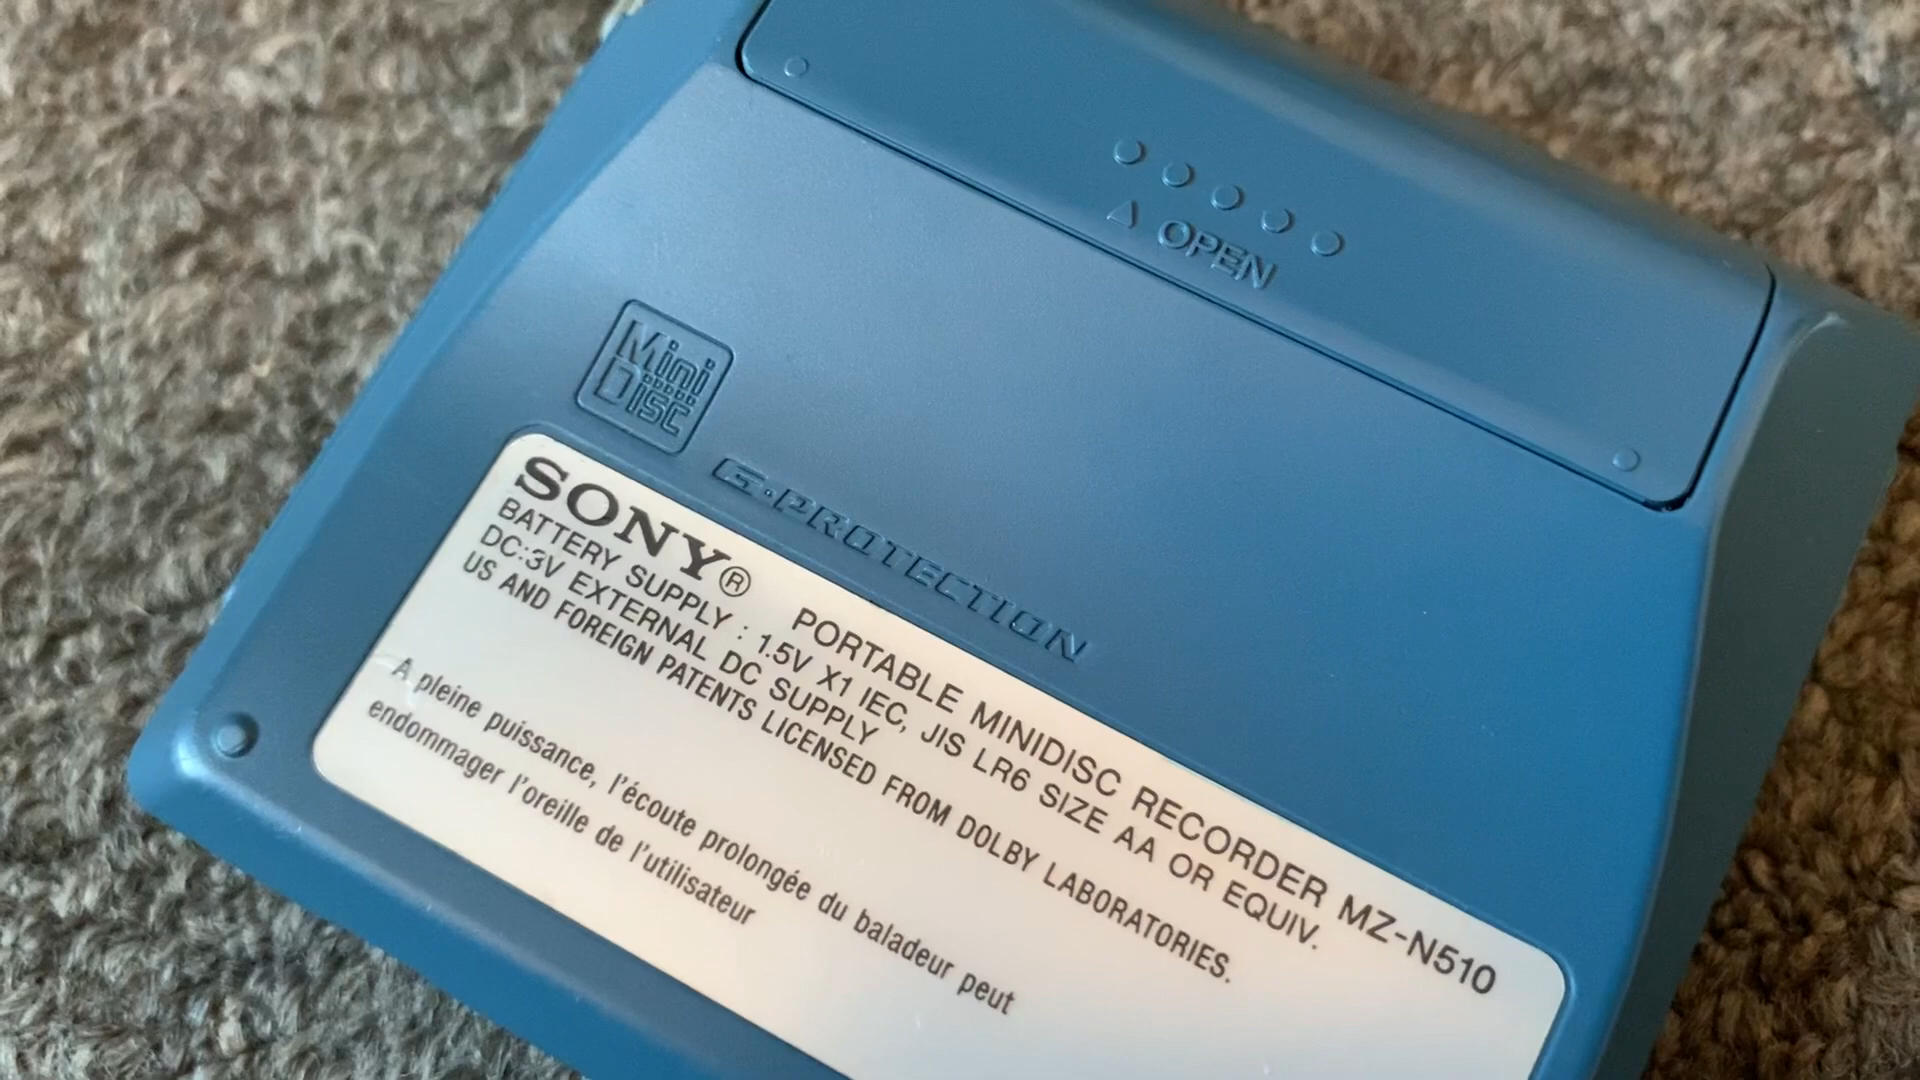 △ OPEN
Mini
Disc
G·PROTECTION
SONY® PORTABLE MINIDISC RECORDER MZ-N510
BATTERY SUPPLY : 1.5V X1 IEC, JIS LR6 SIZE AA OR EQUIV.
DC:3V EXTERNAL DC SUPPLY
US AND FOREIGN PATENTS LICENSED FROM DOLBY LABORATORIES.
A pleine puissance, l'écoute prolongée du baladeur peut
endommager l'oreille de l'utilisateur